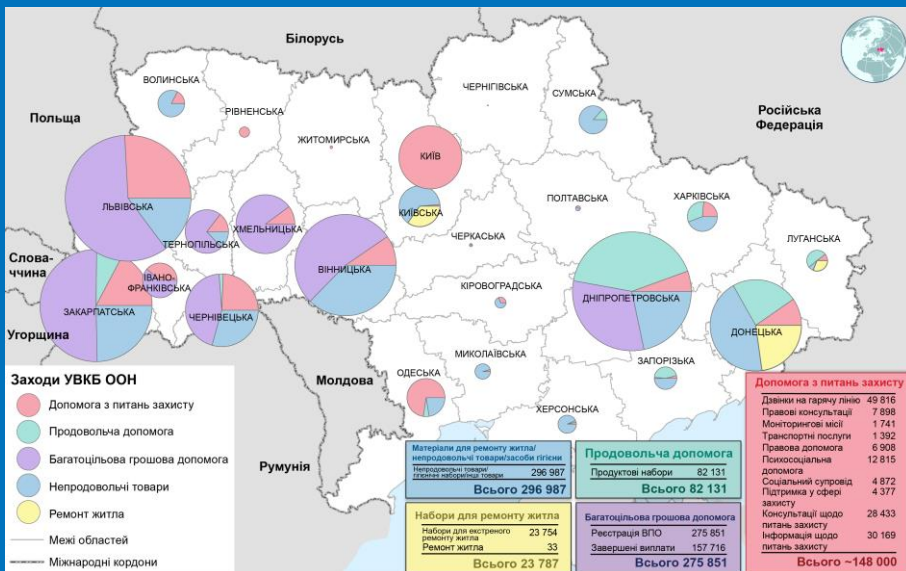 Білорусь
Польща
Російська
Федерація
Слова-
ччина
Угорщина
Молдова
Румунія
ВОЛИНСЬКА
РІВНЕНСЬКА
ЖИТОМИРСЬКА
КИЇВ
КИЇВСЬКА
ЧЕРНІГІВСЬКА
СУМСЬКА
ЛЬВІВСЬКА
ТЕРНОПІЛЬСЬКА
ХМЕЛЬНИЦЬКА
ВІННИЦЬКА
ЧЕРКАСЬКА
ПОЛТАВСЬКА
ХАРКІВСЬКА
ЛУГАНСЬКА
ЗАКАРПАТСЬКА
ІВАНО-
ФРАНКІВСЬКА
ЧЕРНІВЕЦЬКА
КІРОВОГРАДСЬКА
ДНІПРОПЕТРОВСЬКА
ДОНЕЦЬКА
ОДЕСЬКА
МИКОЛАЇВСЬКА
ЗАПОРІЗЬКА
ХЕРСОНСЬКА
Заходи УВКБ ООН
Допомога з питань захисту
Продовольча допомога
Багатоцільова грошова допомога
Непродовольчі товари
Ремонт житла
Межі областей
Міжнародні кордони
Матеріали для ремонту житла/
непродовольчі товари/засоби гігієни
Непродовольчі товари/
гігієнічні набори/інші товари 296 987
Всього 296 987
Продовольча допомога
Продуктові набори 82 131
Всього 82 131
Набори для ремонту житла
Набори для екстреного 23 754
ремонту житла
Ремонт житла 33
Всього 23 787
Багатоцільова грошова допомога
Реєстрація ВПО 275 851
Завершені виплати 157 716
Всього 275 851
Допомога з питань захисту
Дзвінки на гарячу лінію 49 816
Правові консультації 7 898
Моніторингові місії 1 741
Транспортні послуги 1 392
Правова допомога 6 908
Психосоціальна 12 815
допомога
Соціальний супровід 4 872
Підтримка у сфері 4 377
захисту
Консультації щодо 28 433
питань захисту
Інформація щодо 30 169
питань захисту
Всього ~148 000